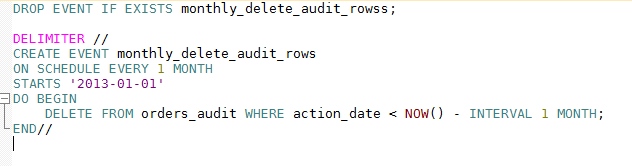 DROP EVENT IF EXISTS monthly_delete_audit_rowss;
DELIMITER //
CREATE EVENT monthly_delete_audit_rows
ON SCHEDULE EVERY 1 MONTH
STARTS '2013-01-01'
DO BEGIN
    DELETE FROM orders_audit WHERE action_date < NOW() - INTERVAL 1 MONTH;
END//